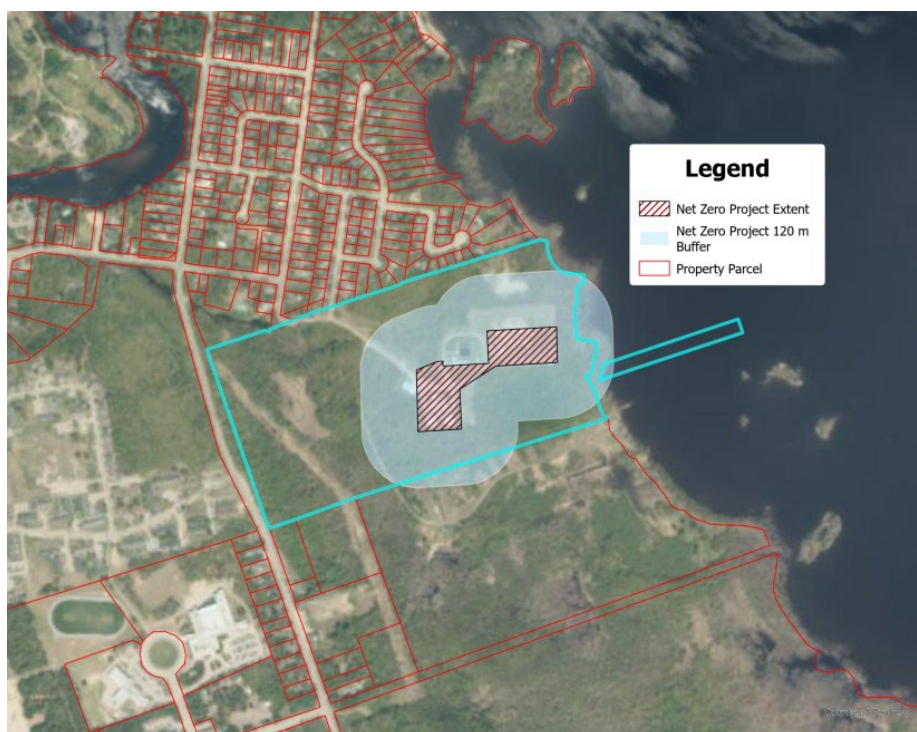 Legend
Net Zero Project Extent
Net Zero Project 120 m
Buffer
Property Parcel